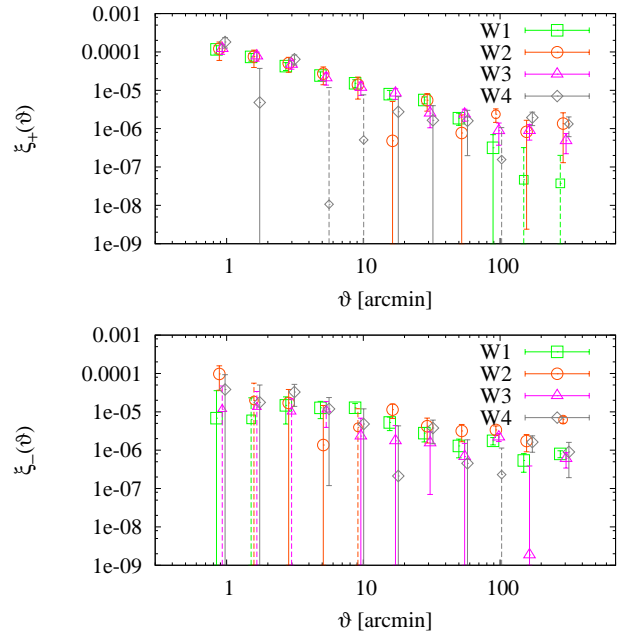 0.001
0.0001
1e-05
1e-06
1e-07
1e-08
1e-09
ξ+(ϑ)
W1
W2
W3
W4
1 10 100
ϑ [arcmin]
0.001
0.0001
1e-05
1e-06
1e-07
1e-08
1e-09
ξ−(ϑ)
W1
W2
W3
W4
1 10 100
ϑ [arcmin]